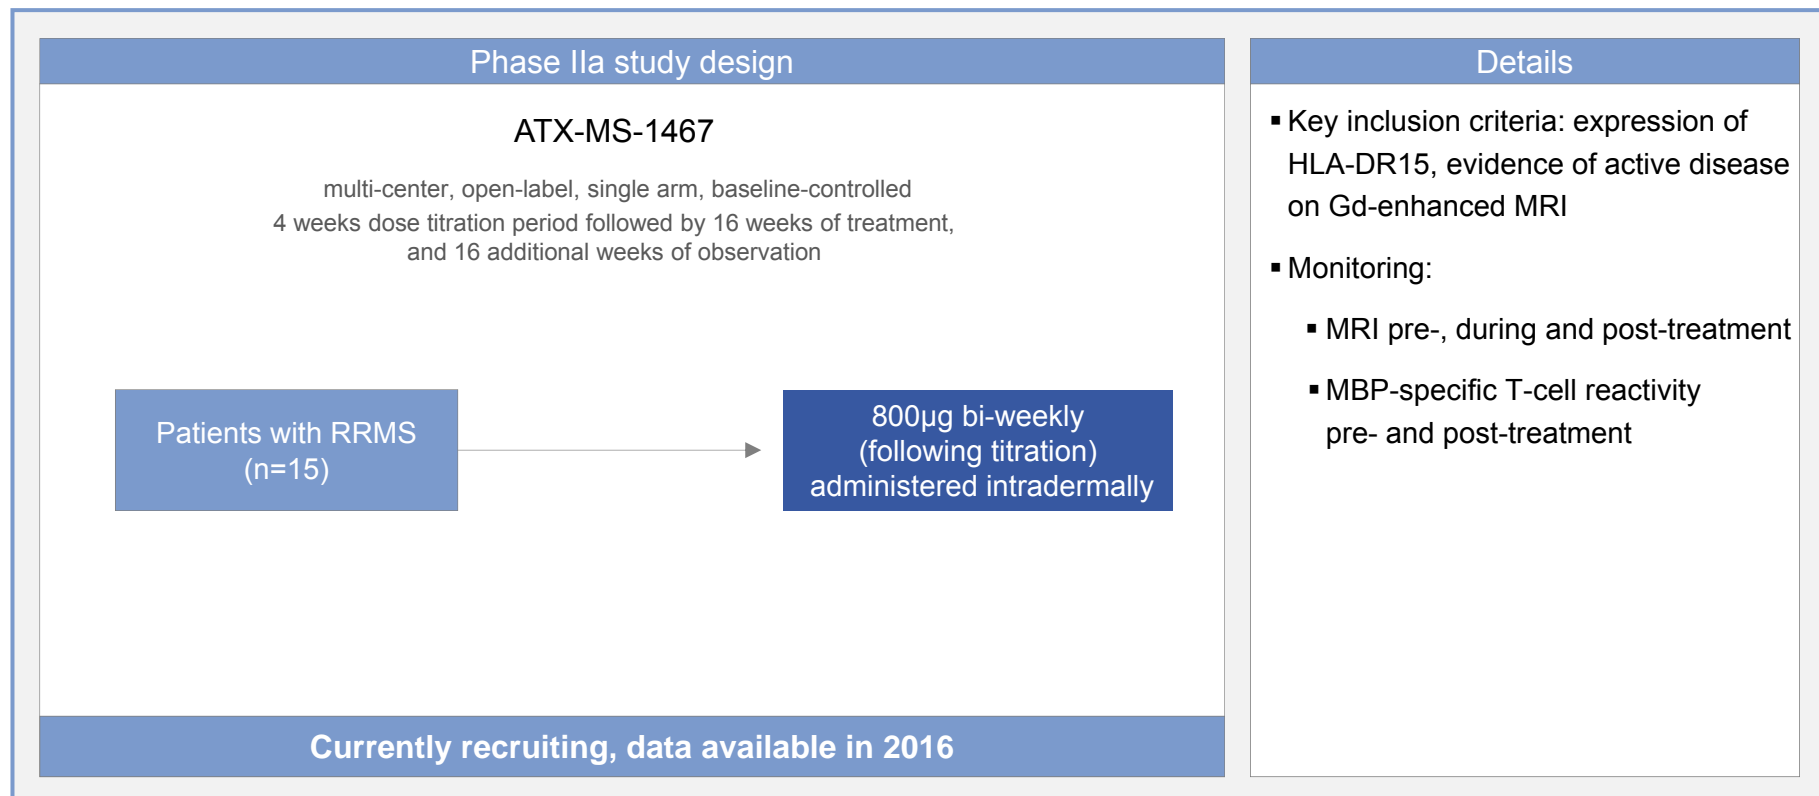 Phase IIa study design
ATX-MS-1467
multi-center, open-label, single arm, baseline-controlled
4 weeks dose titration period followed by 16 weeks of treatment,
and 16 additional weeks of observation
Patients with RRMS
(n=15)
800µg bi-weekly
(following titration)
administered intradermally
Currently recruiting, data available in 2016
Details
▪ Key inclusion criteria: expression of
HLA-DR15, evidence of active disease
on Gd-enhanced MRI
▪ Monitoring:
▪ MRI pre-, during and post-treatment
▪ MBP-specific T-cell reactivity
pre- and post-treatment